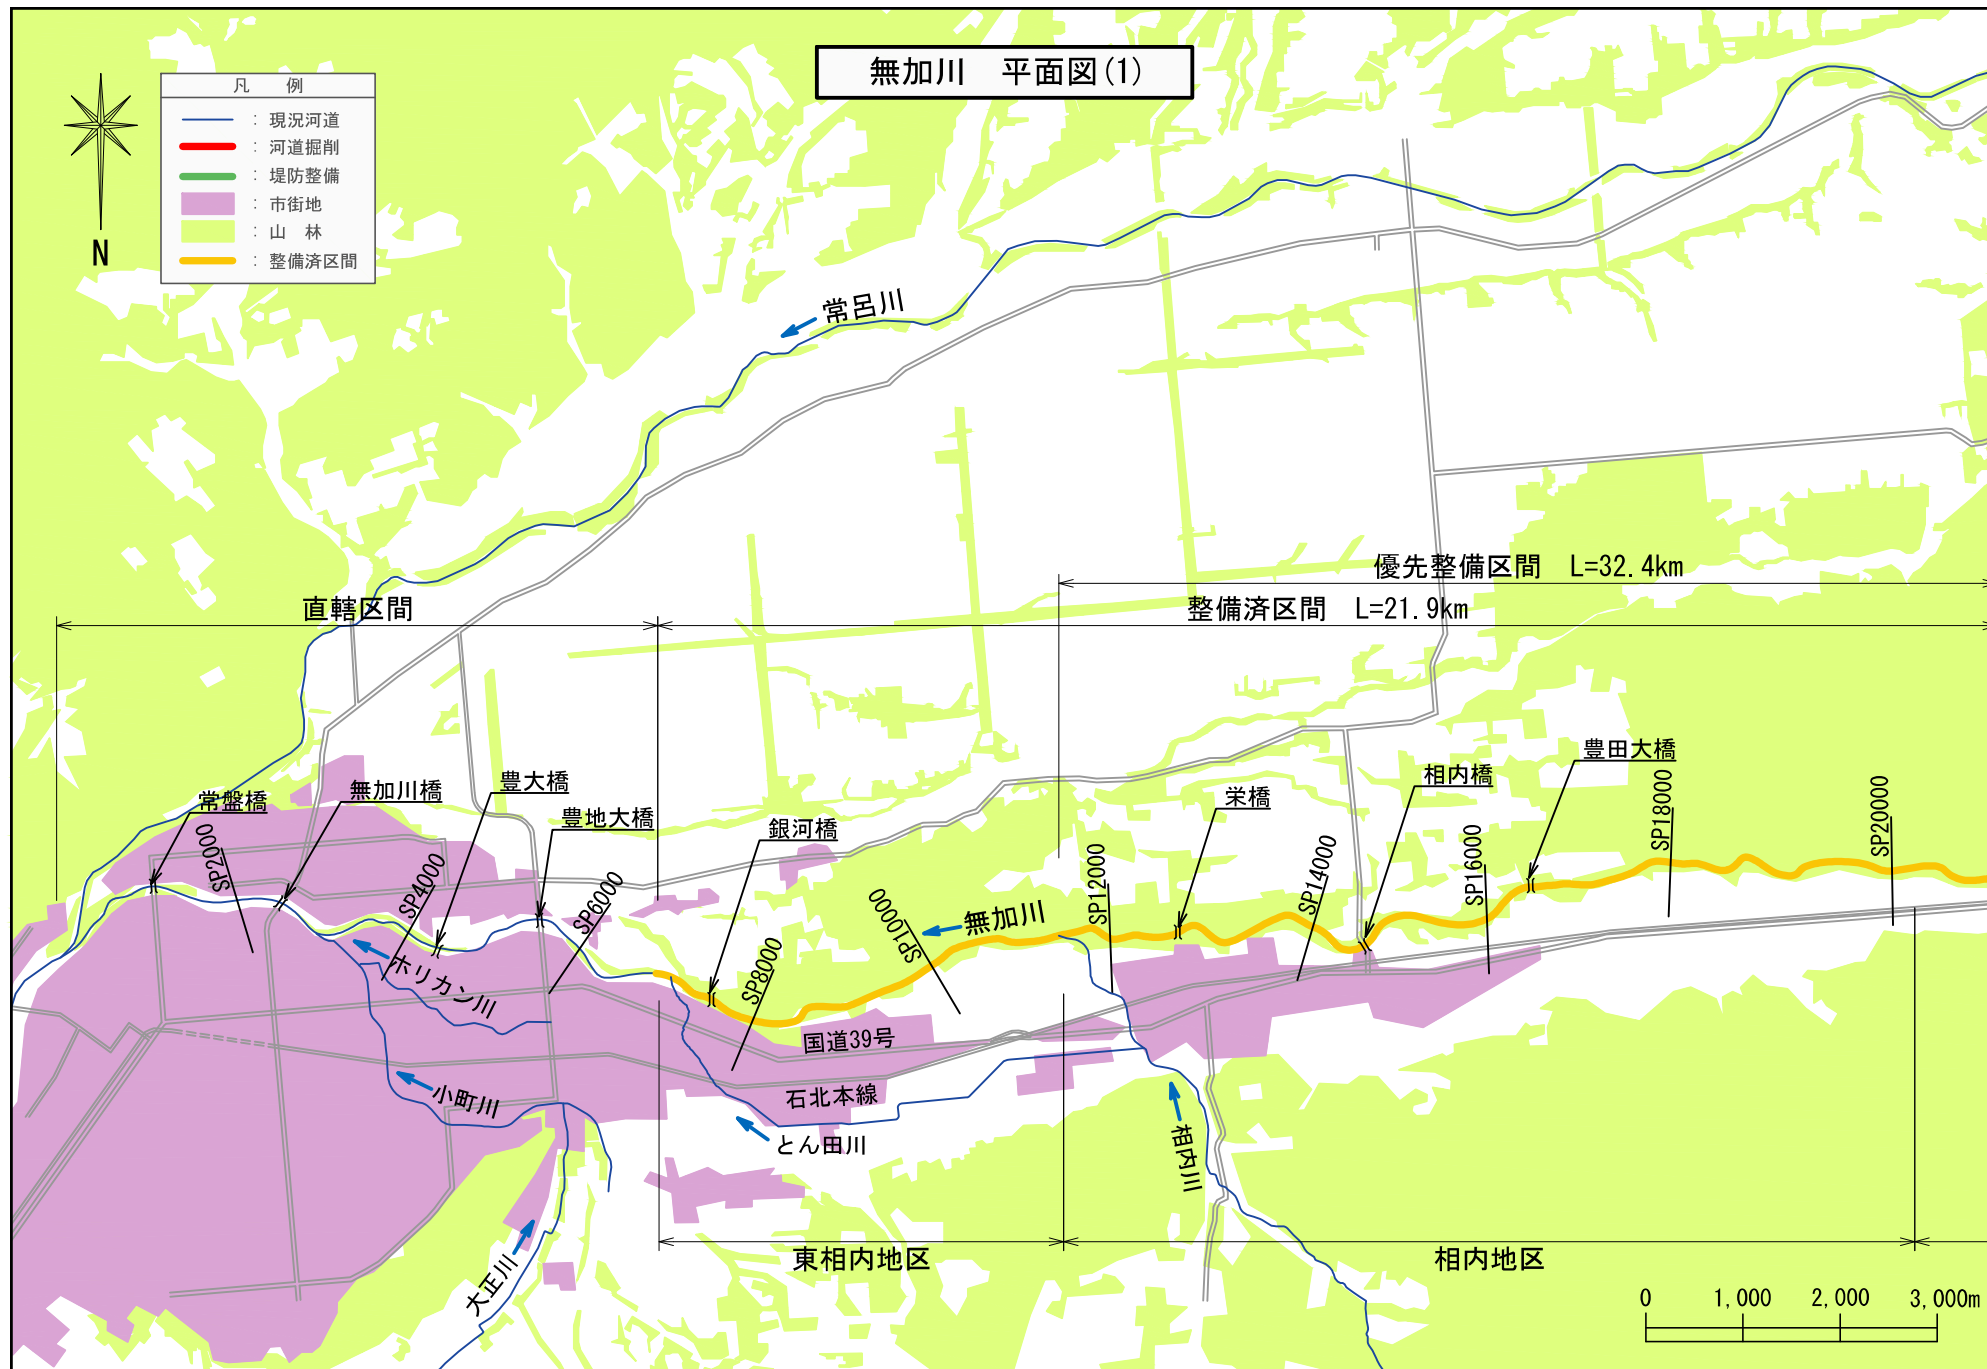 無加川　平面図(1)
凡　例
：現況河道
：河道掘削
：堤防整備
：市街地
：山　林
：整備済区間
N
常呂川
優先整備区間　L=32.4km
直轄区間
整備済区間　L=21.9km
常盤橋
無加川橋
豊大橋
豊地大橋
銀河橋
栄橋
相内橋
豊田大橋
SP2000
SP4000
SP6000
SP8000
SP10000
SP12000
SP14000
SP16000
SP18000
SP20000
無加川
ホリカン川
国道39号
石北本線
小町川
とん田川
相内川
大正川
東相内地区
相内地区
0　1,000　2,000　3,000m